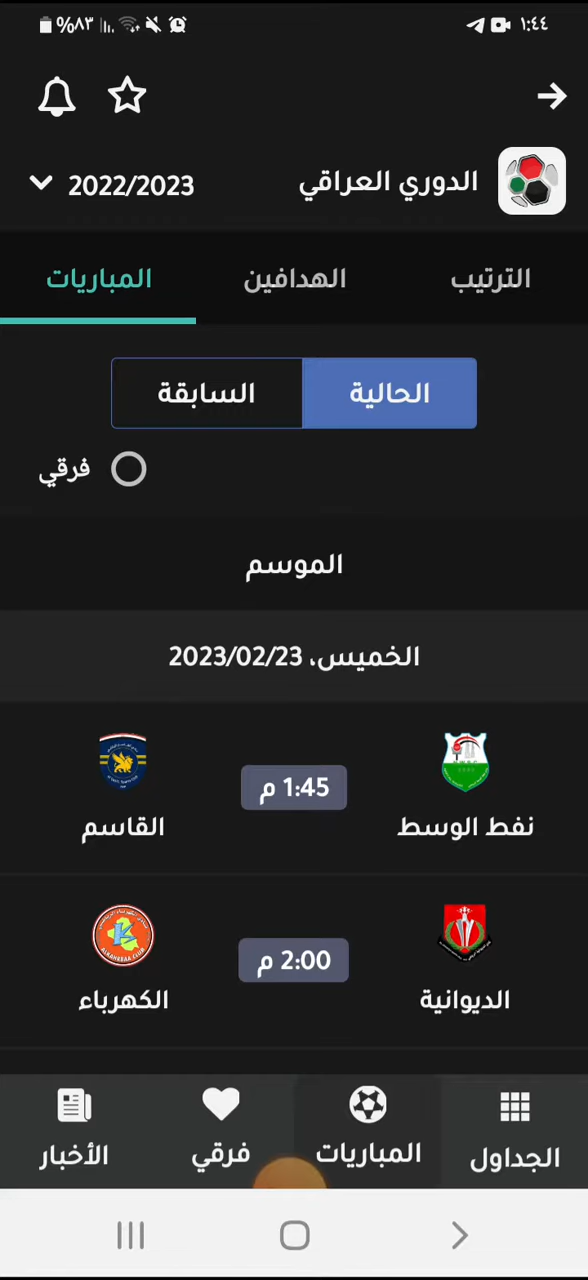 ١:٤٤
%٨٣
الدوري العراقي
2022/2023
الترتيب
الهدافين
المباريات
الحالية
السابقة
فرقي
الموسم
الخميس، 2023/02/23
نفط الوسط
1:45 م
القاسم
الديوانية
2:00 م
الكهرباء
الجداول
المباريات
فرقي
الأخبار